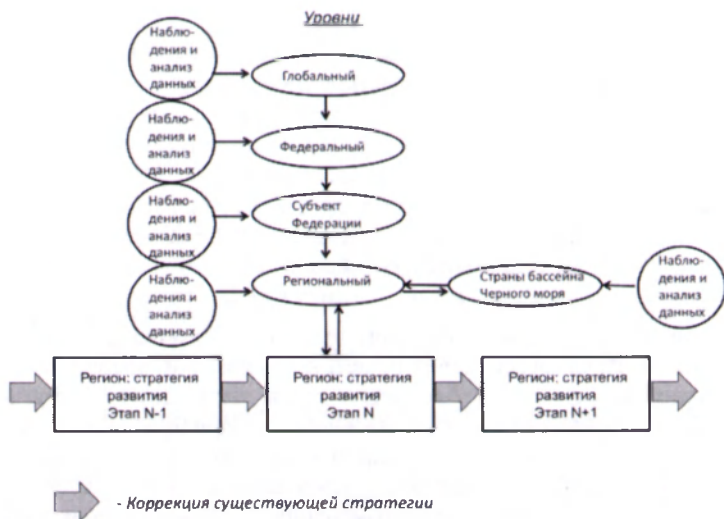 Уровни
Наблю-
дения и
анализ
данных
Глобальный
Наблю-
дения и
анализ
данных
Федеральный
Наблю-
дения и
анализ
данных
Субъект
Федерации
Наблю-
дения и
анализ
данных
Региональный
Страны бассейна
Черного моря
Наблю-
дения и
анализ
данных
Регион: стратегия
развития
Этап N-1
Регион: стратегия
развития
Этап N
Регион: стратегия
развития
Этап N+1
- Коррекция существующей стратегии